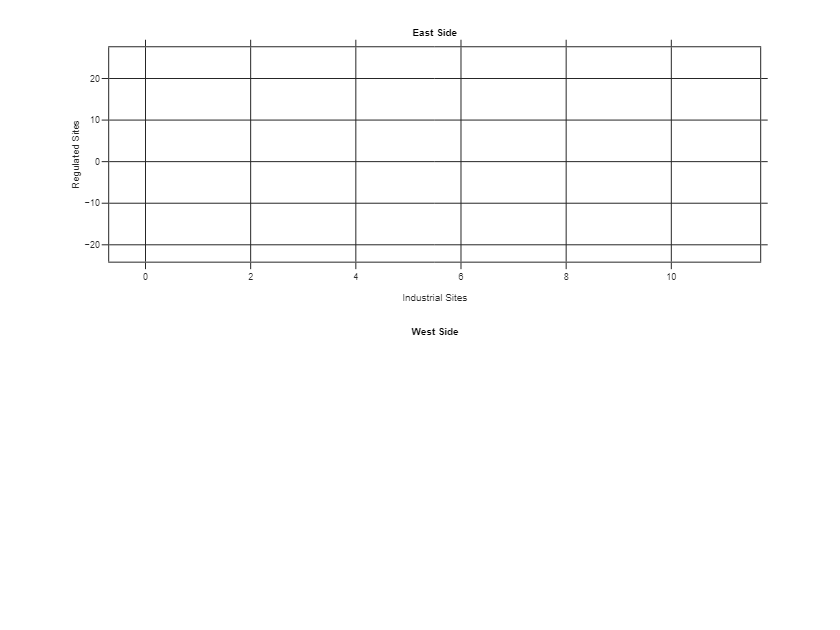 East Side
20
10
0
−10
−20
Regulated Sites
0 2 4 6 8 10
Industrial Sites
West Side